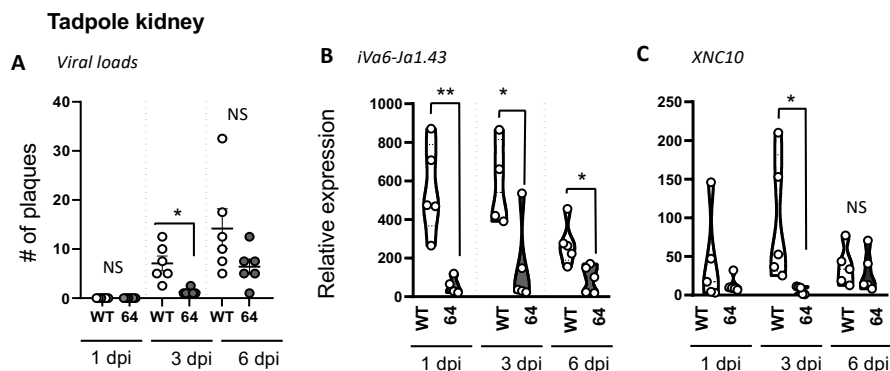 Tadpole kidney
A Viral loads
# of plaques
40
30
20
10
0
NS
*
NS
WT 64 WT 64 WT 64
1 dpi 3 dpi 6 dpi
B iVa6-Ja1.43
Relative expression
1000
800
600
400
200
0
**
*
*
WT 64 WT 64 WT 64
1 dpi 3 dpi 6 dpi
C XNC10
250
200
150
100
50
0
*
NS
WT 64 WT 64 WT 64
1 dpi 3 dpi 6 dpi